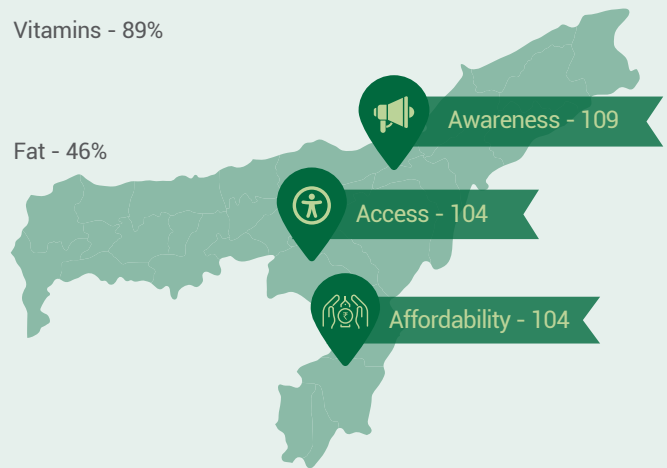 Vitamins - 89%
Awareness - 109
Fat - 46%
Access - 104
₹
Affordability - 104